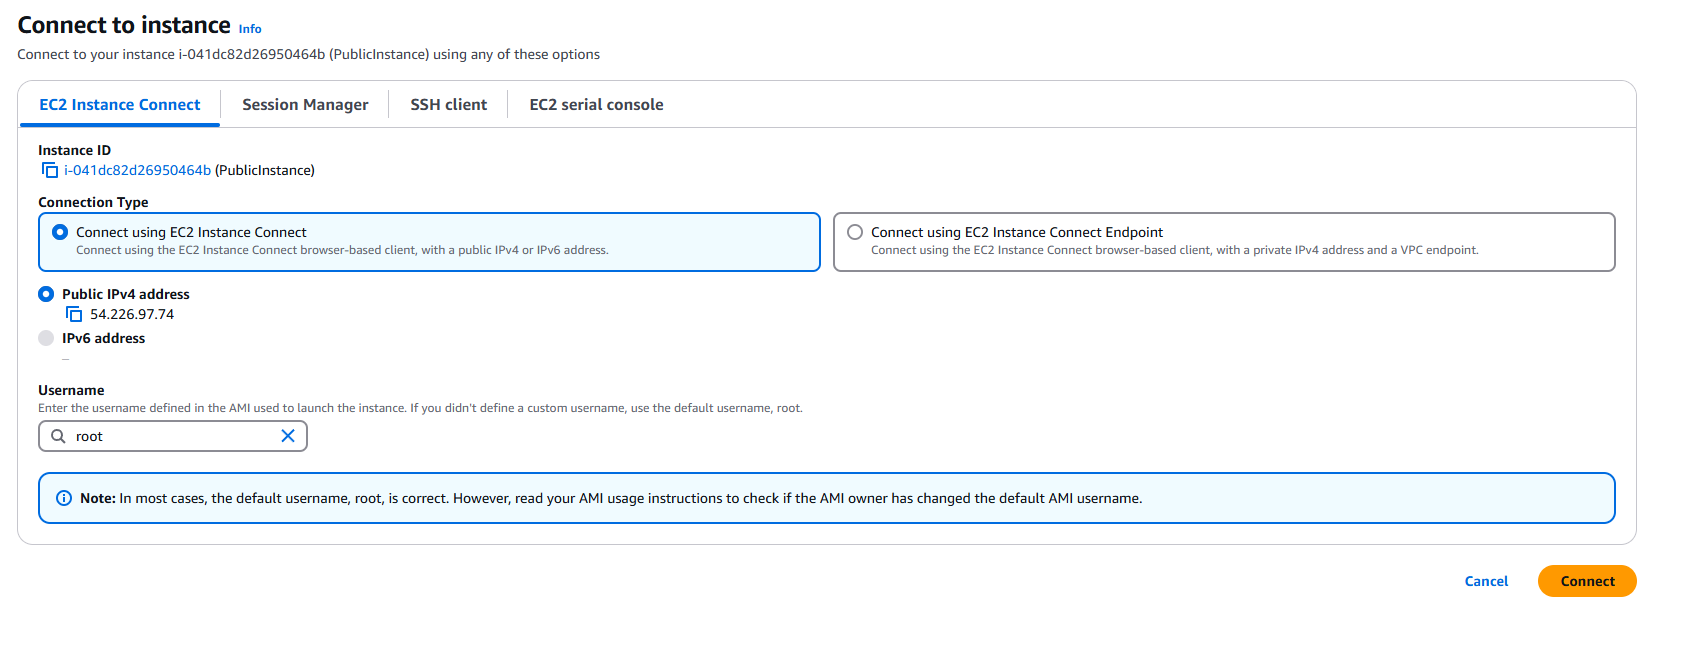 Connect to instance Info
Connect to your instance i-041dc82d26950464b (PublicInstance) using any of these options
EC2 Instance Connect
Session Manager
SSH client
EC2 serial console
Instance ID
i-041dc82d26950464b (PublicInstance)
Connection Type
Connect using EC2 Instance Connect
Connect using the EC2 Instance Connect browser-based client, with a public IPv4 or IPv6 address.
Connect using EC2 Instance Connect Endpoint
Connect using the EC2 Instance Connect browser-based client, with a private IPv4 address and a VPC endpoint.
Public IPv4 address
54.226.97.74
IPv6 address
–
Username
Enter the username defined in the AMI used to launch the instance. If you didn't define a custom username, use the default username, root.
root
Note: In most cases, the default username, root, is correct. However, read your AMI usage instructions to check if the AMI owner has changed the default AMI username.
Cancel
Connect